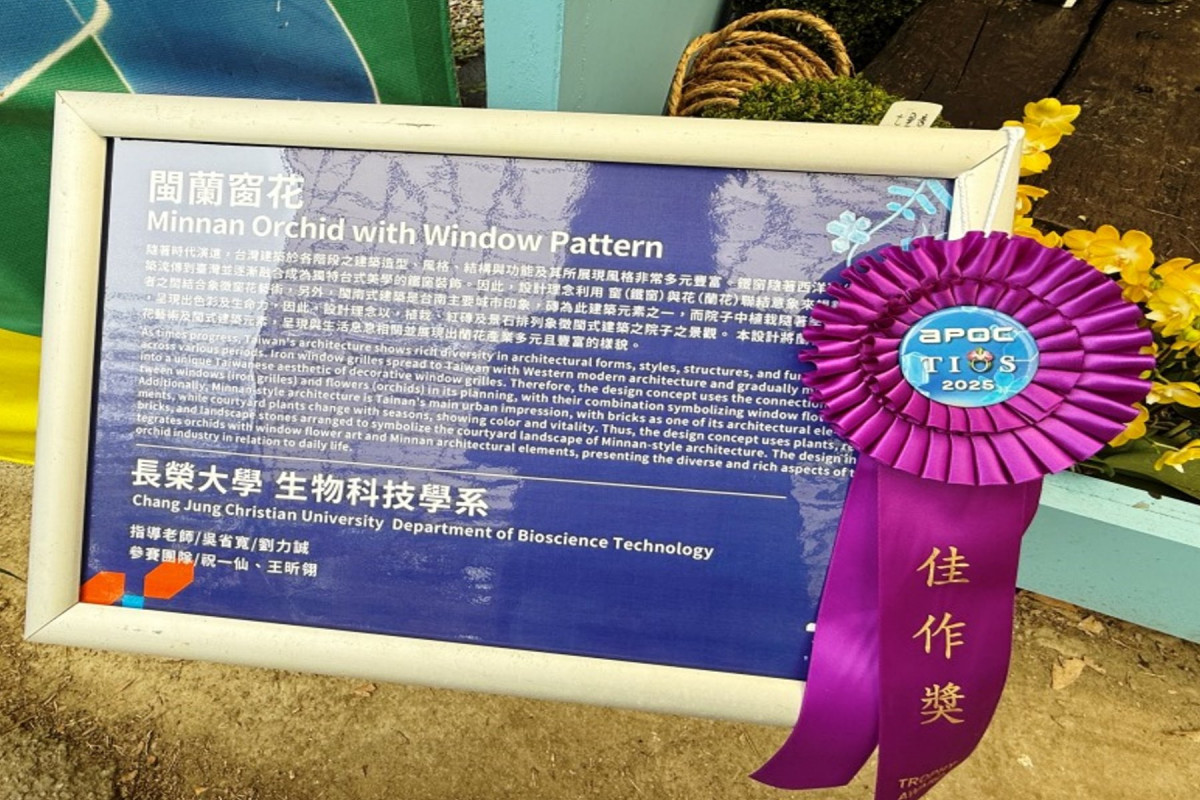 閩蘭窗花
Minnan Orchid with Window Pattern
隨著時代演進，台灣建築於各階段之建築造型、風格、結構與功能及其所展現風格非常多元豐富。鐵窗隨著西洋
築流傳到臺灣並逐漸融合成為獨特台式美學的鐵窗裝飾。因此，設計理念利用 窗(鐵窗)與花(蘭花)聯結意象來
者之間結合象徵窗花藝術，另外，閩南式建築是台南主要城市印象，磚為此建築元素之一，而院子中植栽隨著
，呈現出色彩及生命力，因此，設計理念以，植栽、紅磚及景石排列象徵閩式建築之院子之景觀。 本設計將
花藝術及閩式建築元素，呈現與生活息息相關並展現出蘭花產業多元且豐富的樣貌。
As times progress, Taiwan's architecture shows rich diversity in architectural forms, styles, structures, and
across various periods. Iron window grilles spread to Taiwan with Western modern architecture and gradually
into a unique Taiwanese aesthetic of decorative window grilles. Therefore, the design concept uses the connection
tween windows (iron grilles) and flowers (orchids) in its planning, with their combination symbolizing window
Additionally, Minnan-style architecture is Tainan's main urban impression, with bricks as one of its architectural
ments, while courtyard plants change with seasons, showing color and vitality. Thus, the design concept uses plants,
bricks, and landscape stones arranged to symbolize the courtyard landscape of Minnan-style architecture. The design in
tegrates orchids with window flower art and Minnan architectural elements, presenting the diverse and rich aspects of
orchid industry in relation to daily life.
長榮大學 生物科技學系
Chang Jung Christian University Department of Bioscience Technology
指導老師/吳省寬/劉力誠
參賽團隊/祝一仙、王昕翎
APOC
TIOS
2025
佳
作
獎
TROPHY